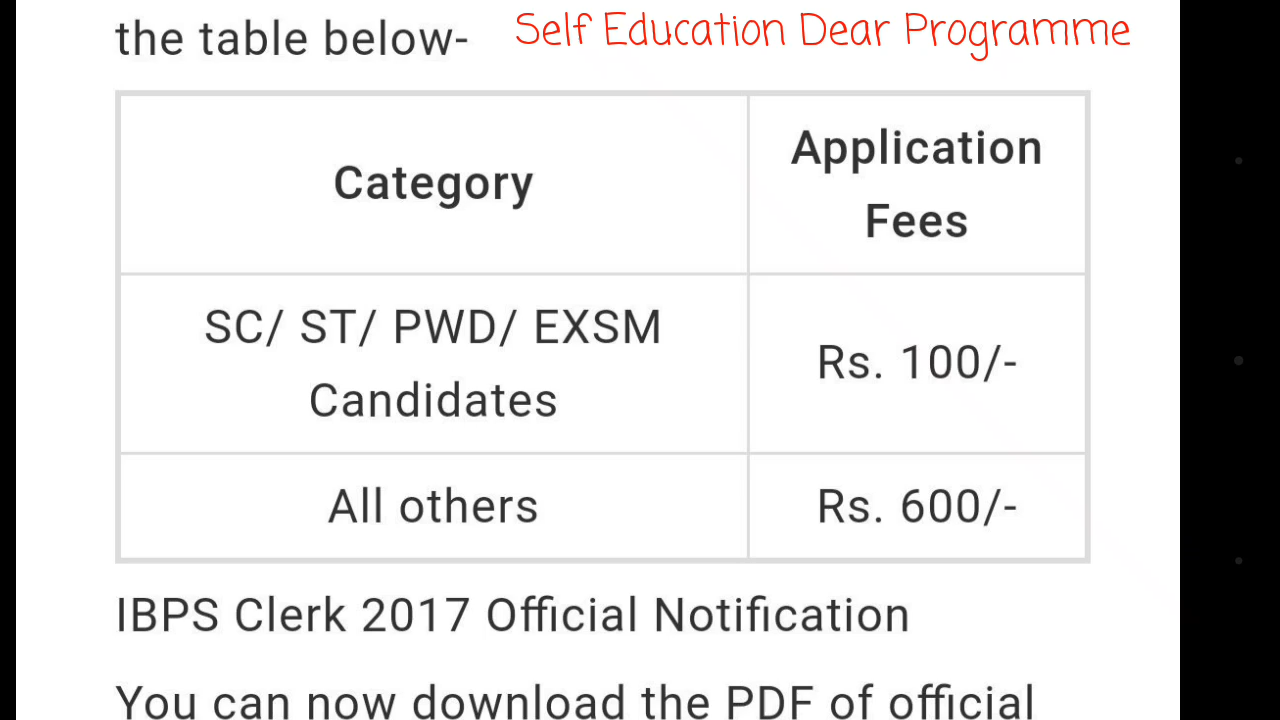 the table below-
Self Education Dear Programme
Category
Application
Fees
SC/ ST/ PWD/ EXSM
Candidates
Rs. 100/-
All others
Rs. 600/-
IBPS Clerk 2017 Official Notification
You can now download the PDF of official